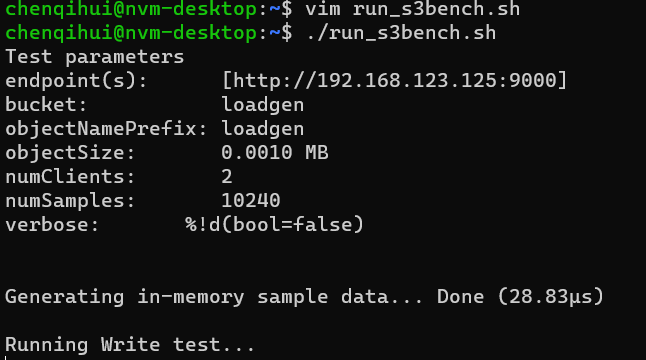 chenqihui@nvm-desktop:~$ vim run_s3bench.sh
chenqihui@nvm-desktop:~$ ./run_s3bench.sh
Test parameters
endpoint(s):      [http://192.168.123.125:9000]
bucket:           loadgen
objectNamePrefix: loadgen
objectSize:       0.0010 MB
numClients:       2
numSamples:       10240
verbose:       %!d(bool=false)
Generating in-memory sample data... Done (28.83µs)
Running Write test...